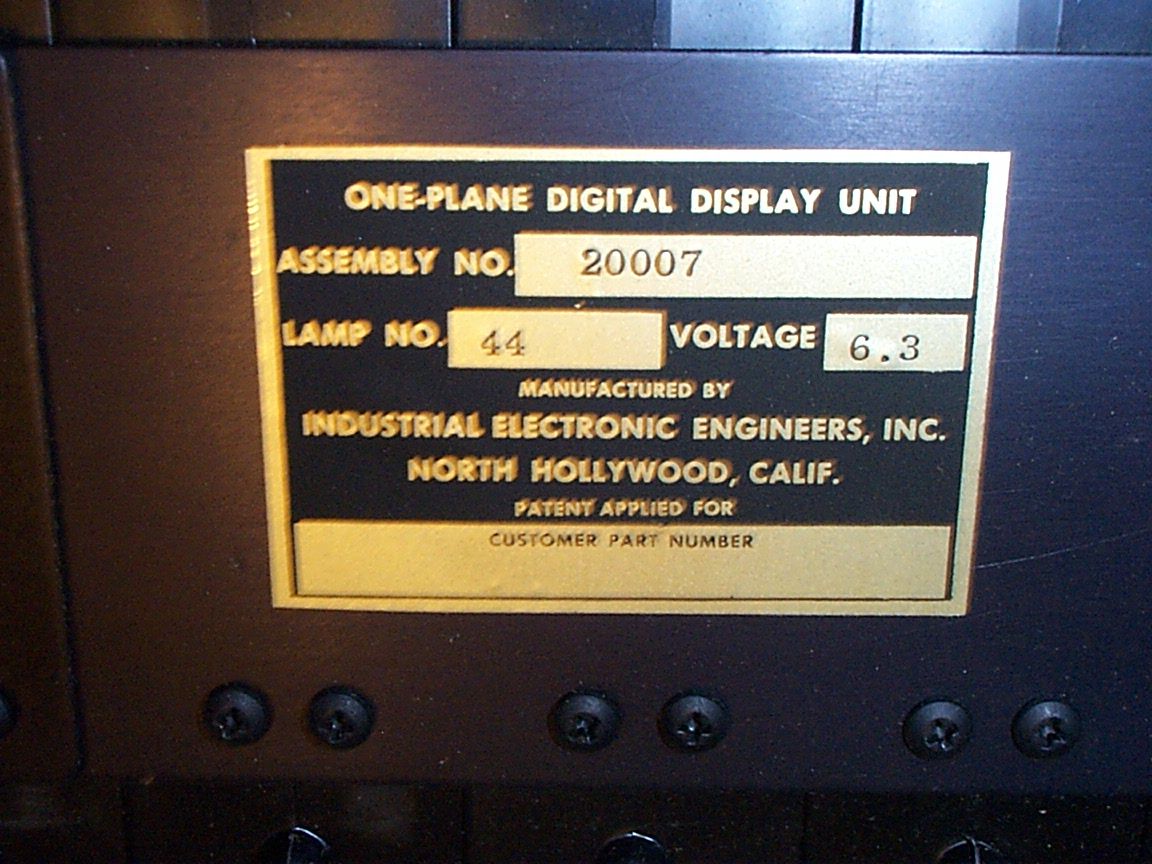 ONE-PLANE DIGITAL DISPLAY UNIT
ASSEMBLY NO. 20007
LAMP NO. 44 VOLTAGE 6.3
MANUFACTURED BY
INDUSTRIAL ELECTRONIC ENGINEERS, INC.
NORTH HOLLYWOOD, CALIF.
PATENT APPLIED FOR
CUSTOMER PART NUMBER